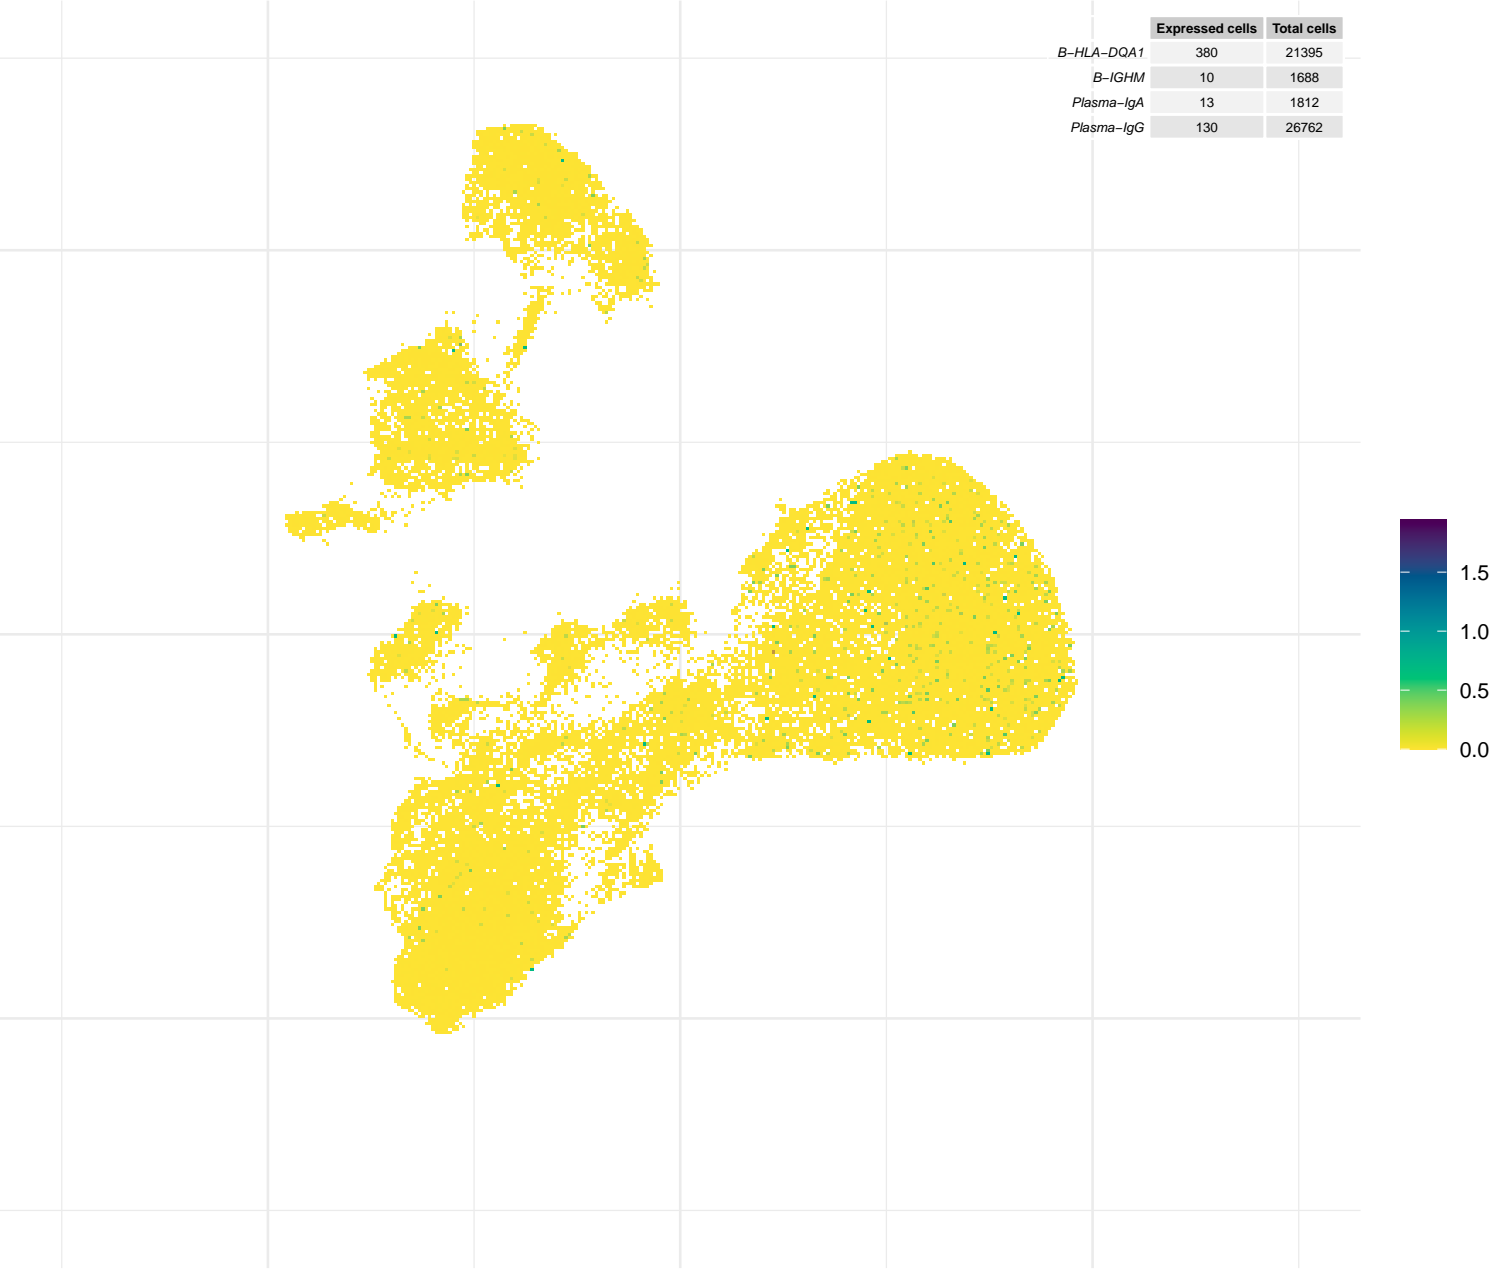 Expressed cells Total cells
B−HLA−DQA1 380 21395
B−IGHM 10 1688
Plasma−IgA 13 1812
Plasma−IgG 130 26762
1.5
1.0
0.5
0.0